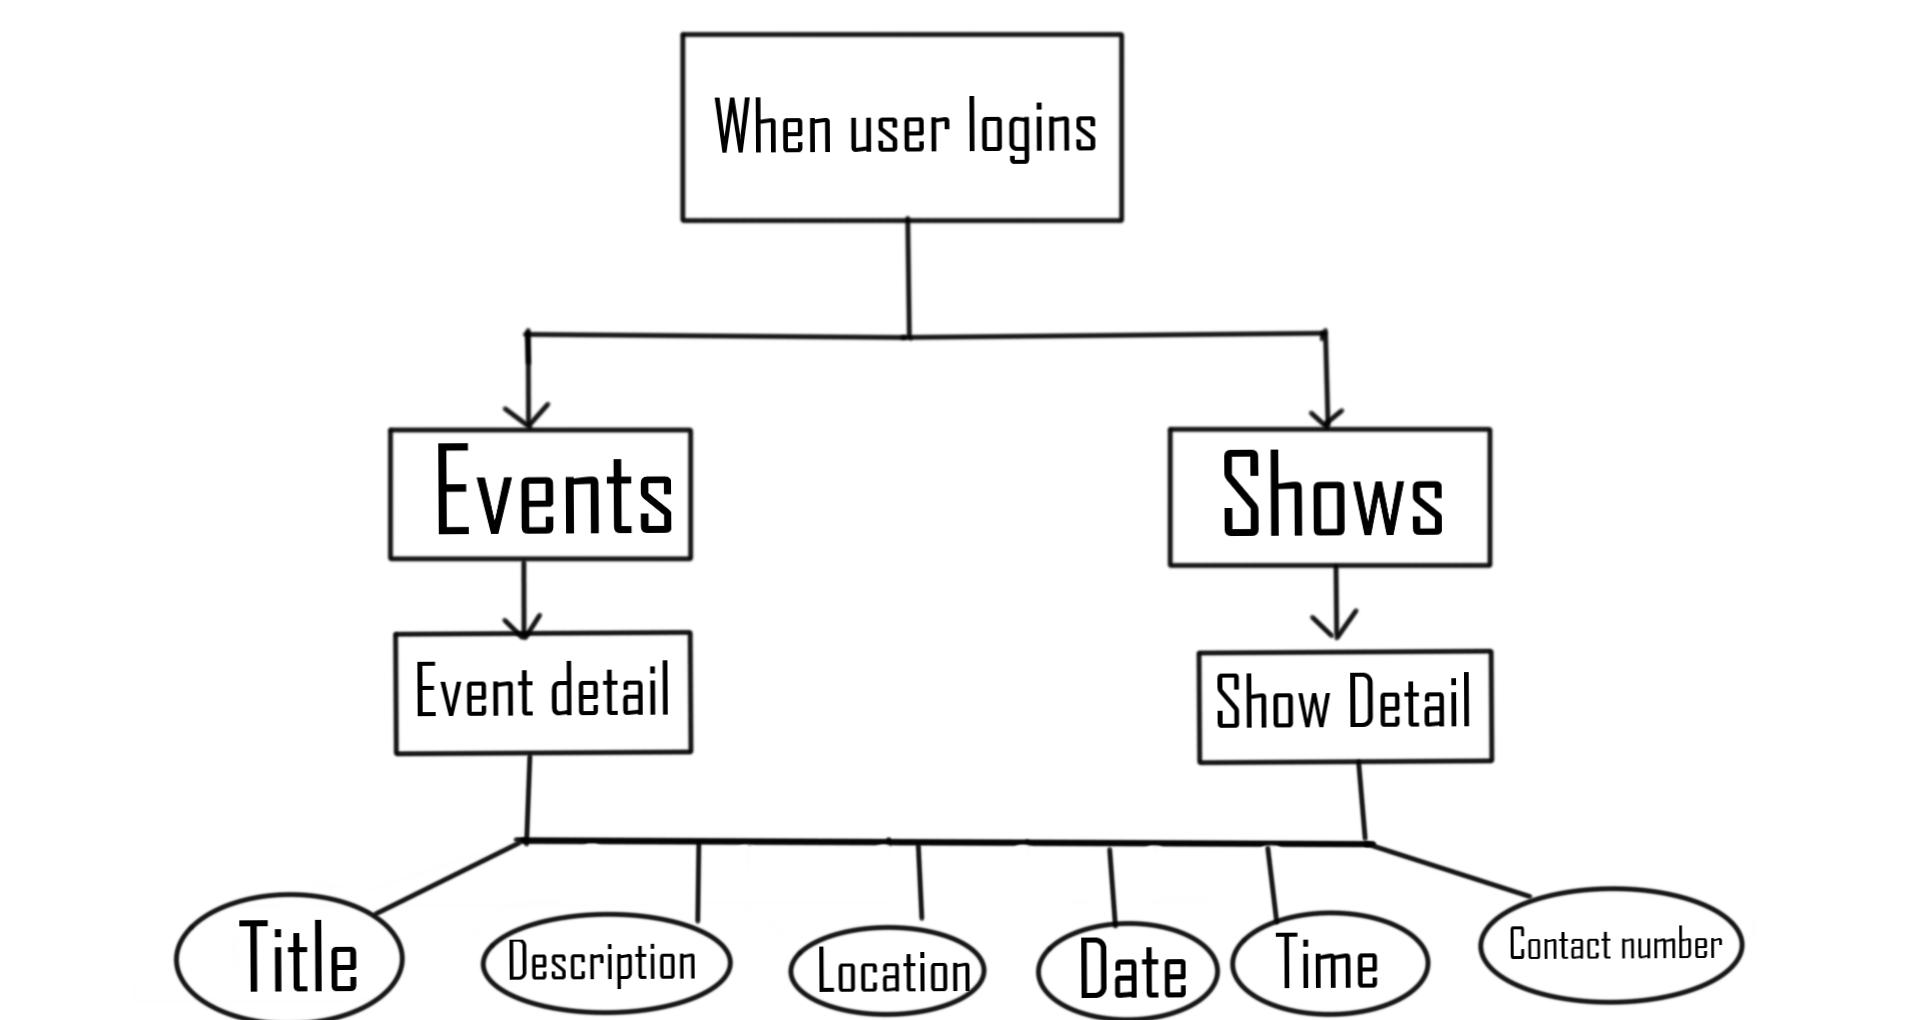 When user logins
Events
Shows
Event detail
Show Detail
Title
Description
Location
Date
Time
Contact number